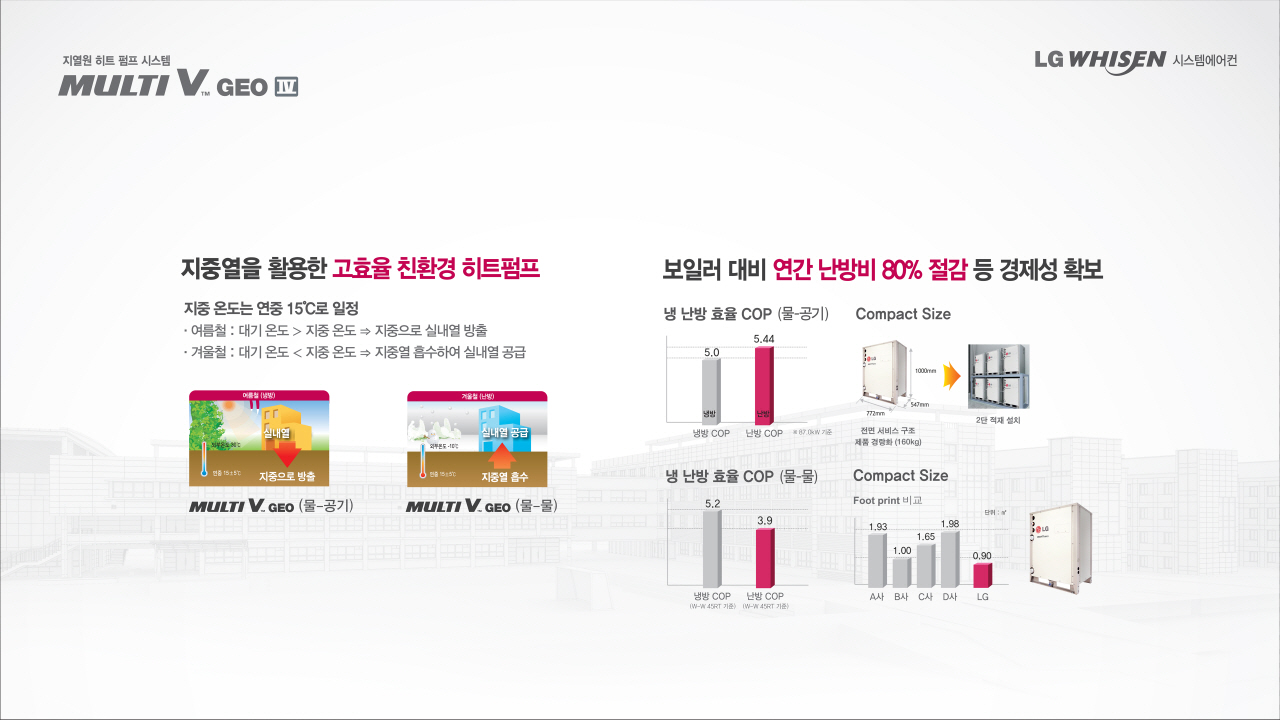 지열원 히트 펌프 시스템
MULTI V™ GEO IV
LG WHISEN 시스템에어컨
지중열을 활용한 고효율 친환경 히트펌프
지중 온도는 연중 15℃로 일정
· 여름철 : 대기 온도 > 지중 온도 ⇒ 지중으로 실내열 방출
· 겨울철 : 대기 온도 < 지중 온도 ⇒ 지중열 흡수하여 실내열 공급
여름철 (냉방)
실내열
외부온도 30℃
연중 15±5℃
지중으로 방출
MULTI V™ GEO (물-공기)
겨울철 (난방)
실내열 공급
외부온도 -10℃
연중 15±5℃
지중열 흡수
MULTI V™ GEO (물-물)
보일러 대비 연간 난방비 80% 절감 등 경제성 확보
냉 난방 효율 COP (물-공기)
5.0
5.44
냉방
난방
냉방 COP
난방 COP
※ 87.0kW 기준
Compact Size
LG
1000mm
547mm
772mm
전면 서비스 구조
제품 경량화 (160kg)
2단 적재 설치
냉 난방 효율 COP (물-물)
5.2
3.9
냉방 COP
난방 COP
(W-W 45RT 기준)
(W-W 45RT 기준)
Compact Size
Foot print 비교
단위 : ㎡
1.93
1.00
1.65
1.98
0.90
A사
B사
C사
D사
LG
LG